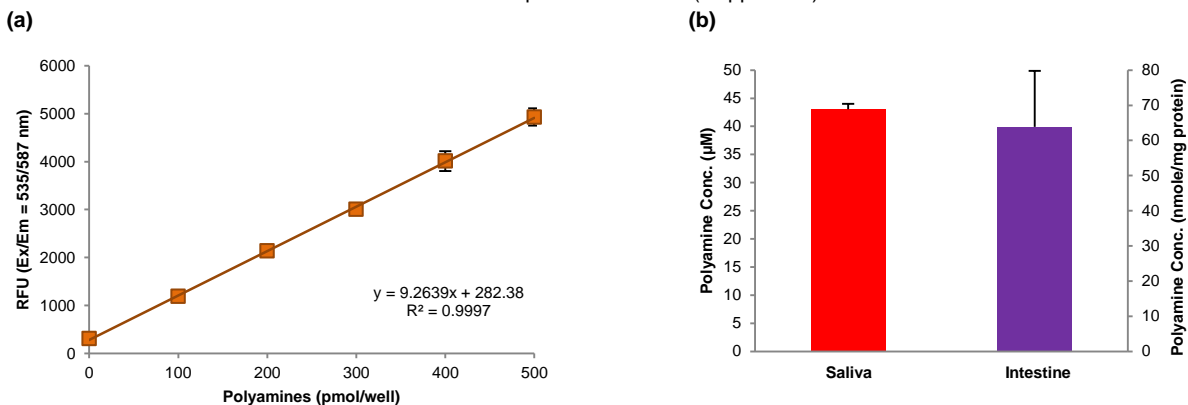 (a)
6000
5000
4000
3000
2000
1000
0
RFU (Ex/Em = 535/587 nm)
y = 9.2639x + 282.38
R² = 0.9997
0 100 200 300 400 500
Polyamines (pmol/well)
(b)
50
45
40
35
30
25
20
15
10
5
0
Polyamine Conc. (µM)
80
70
60
50
40
30
20
10
0
Polyamine Conc. (nmole/mg protein)
Saliva Intestine